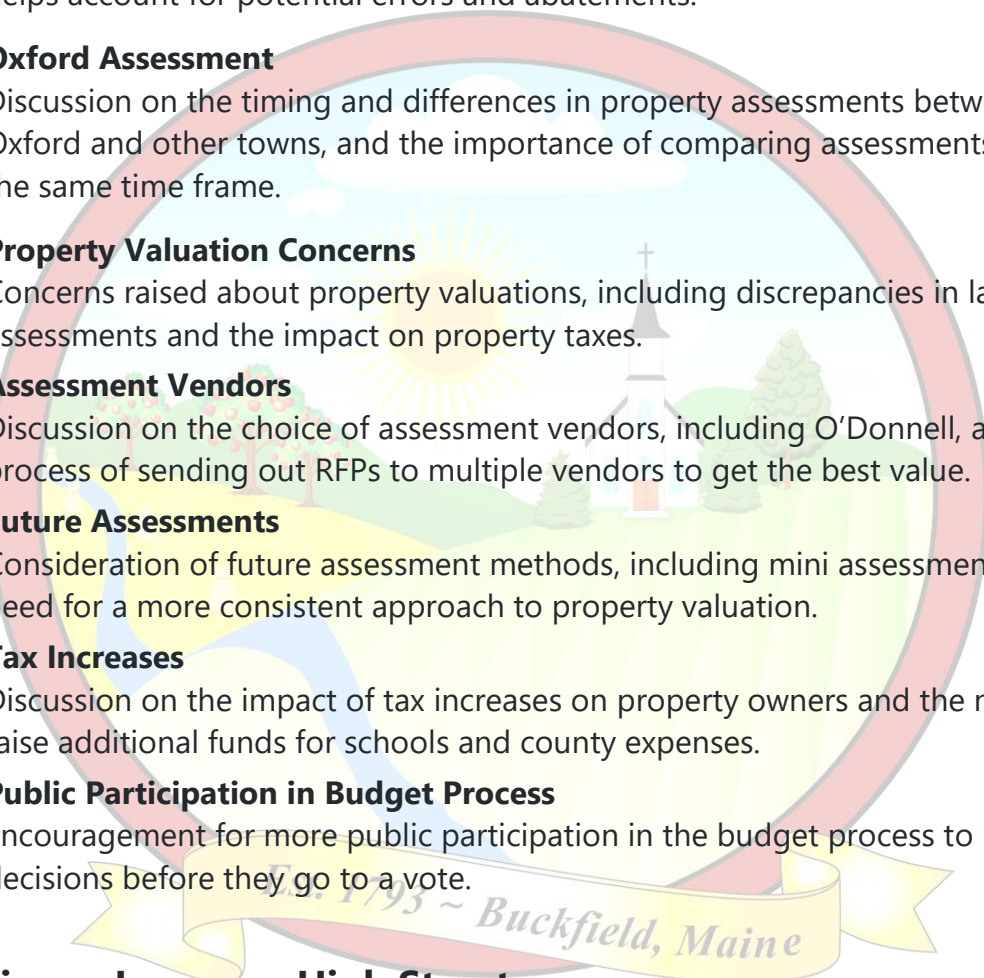 helps account for potential errors and abatements.
Oxford Assessment
Discussion on the timing and differences in property assessments
Oxford and other towns, and the importance of comparing assessments
the same time frame.
Property Valuation Concerns
Concerns raised about property valuations, including discrepancies in
assessments and the impact on property taxes.
Assessment Vendors
Discussion on the choice of assessment vendors, including O’Donnell,
process of sending out RFPs to multiple vendors to get the best value.
Future Assessments
Consideration of future assessment methods, including mini
need for a more consistent approach to property valuation.
Tax Increases
Discussion on the impact of tax increases on property owners and the
raise additional funds for schools and county expenses.
Public Participation in Budget Process
Encouragement for more public participation in the budget process to
decisions before they go to a vote.
Est. 1793 ~ Buckfield, Maine
High Street